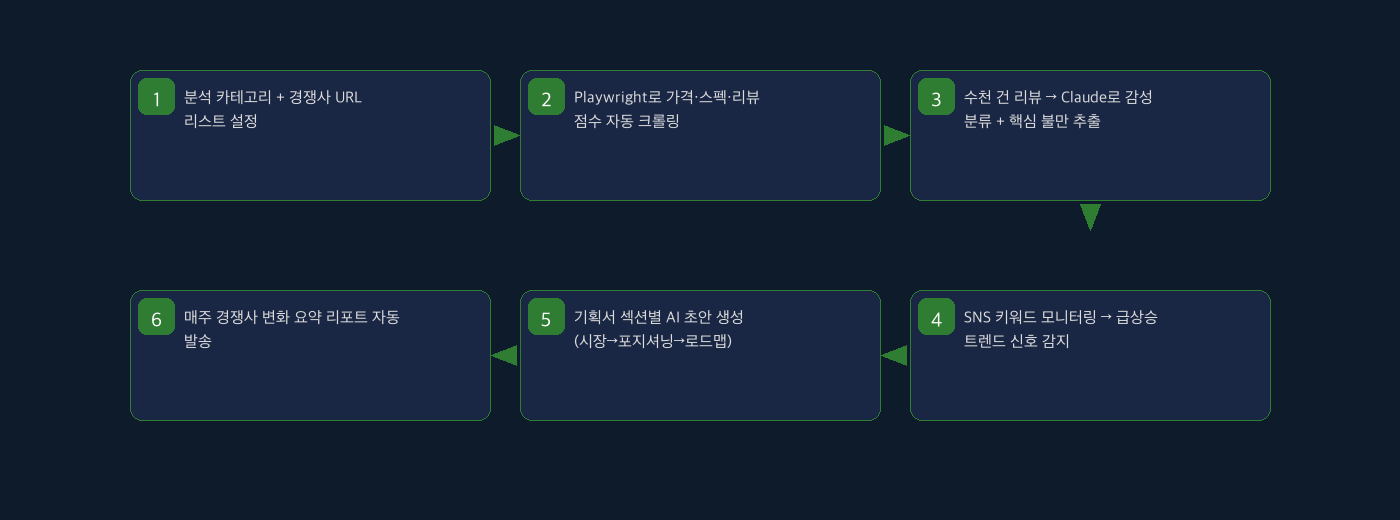 1
분석 카테고리 + 경쟁사 URL
리스트 설정
2
Playwright로 가격·스펙·리뷰
점수 자동 크롤링
3
수천 건 리뷰 → Claude로 감성
분류 + 핵심 불만 추출
4
SNS 키워드 모니터링 → 급상승
트렌드 신호 감지
5
기획서 섹션별 AI 초안 생성
(시장→포지셔닝→로드맵)
6
매주 경쟁사 변화 요약 리포트 자동
발송